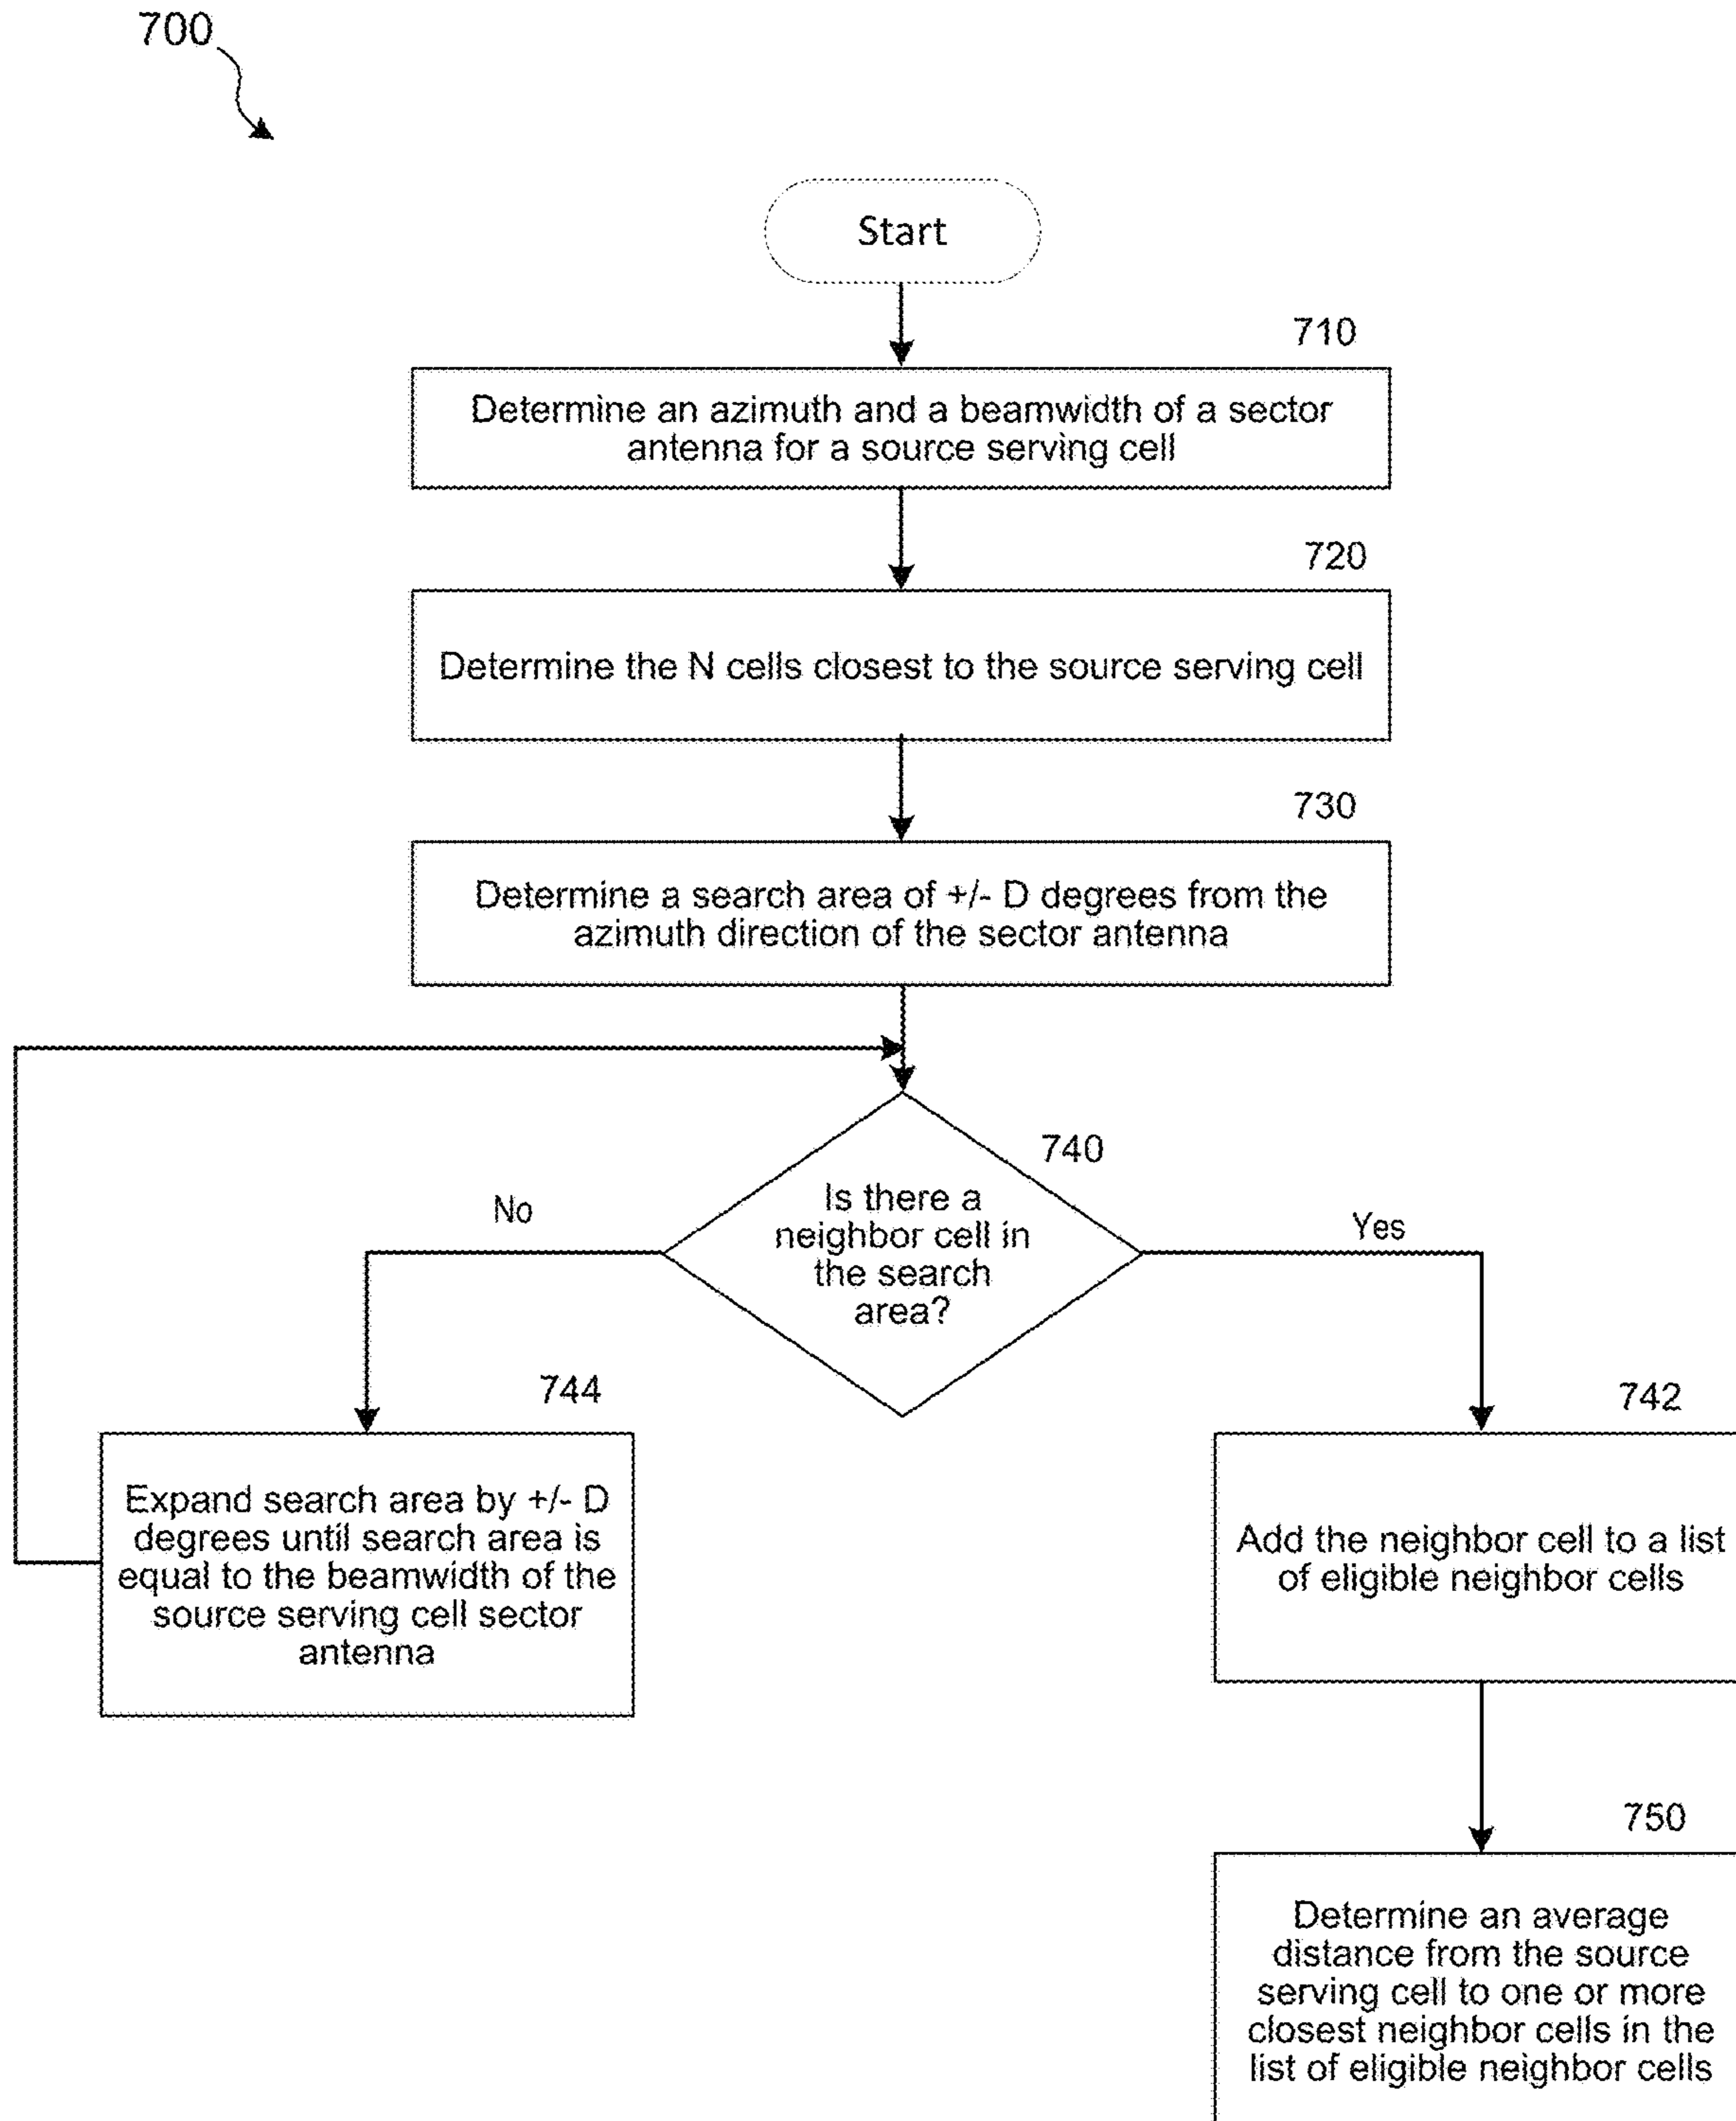 700
Start
710
Determine an azimuth and a beamwidth of a sector
antenna for a source serving cell
720
Determine the N cells closest to the source serving cell
730
Determine a search area of +/- D degrees from the
azimuth direction of the sector antenna
740
Is there a
neighbor cell in
the search
area?
No
Yes
744
Expand search area by +/- D
degrees until search area is
equal to the beamwidth of the
source serving cell sector
antenna
742
Add the neighbor cell to a list
of eligible neighbor cells
750
Determine an average
distance from the source
serving cell to one or more
closest neighbor cells in the
list of eligible neighbor cells